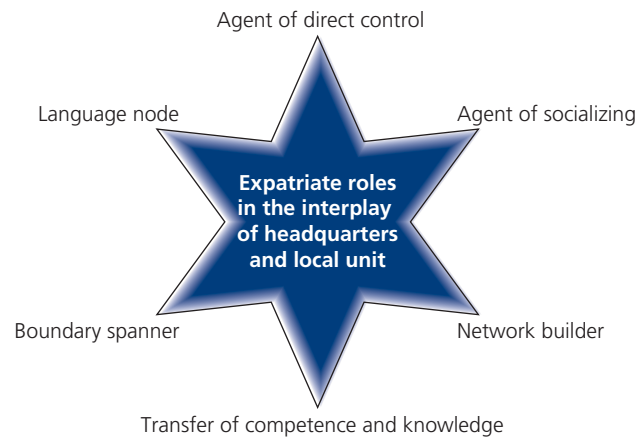 Agent of direct control
Language node
Agent of socializing
Expatriate roles
in the interplay
of headquarters
and local unit
Boundary spanner
Network builder
Transfer of competence and knowledge